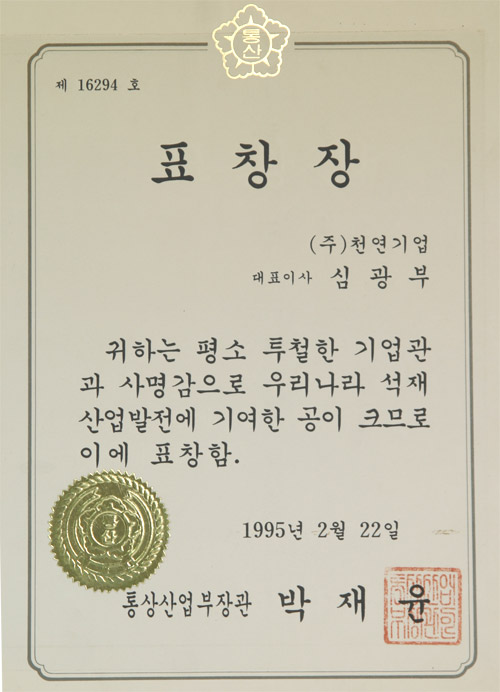 통산
제 16294 호
표창장
(주)천연기업
대표이사 심광부
귀하는 평소 투철한 기업관
과 사명감으로 우리나라 석재
산업발전에 기여한 공이 크므로
이에 표창함.
통산
1995년 2월 22일
통상산업부장관 박재윤